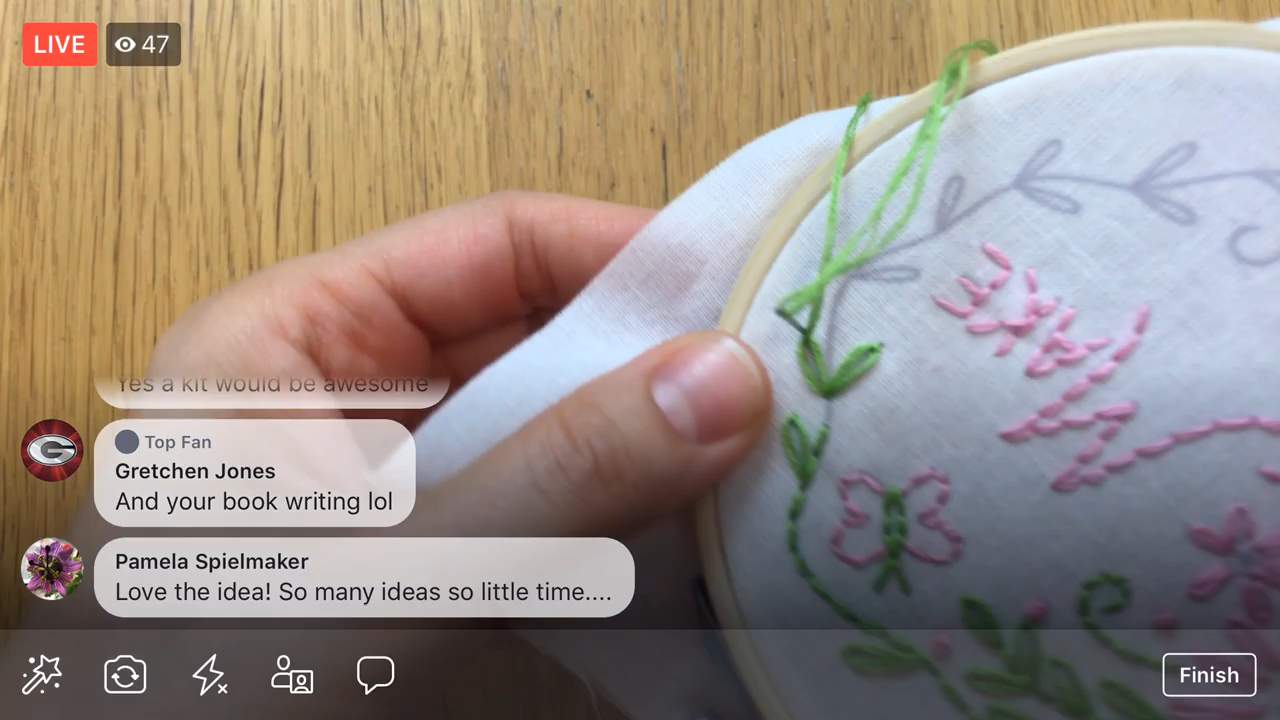 LIVE
47
Yes a kit would be awesome
G
Top Fan
Gretchen Jones
And your book writing lol
Pamela Spielmaker
Love the idea! So many ideas so little time....
Finish